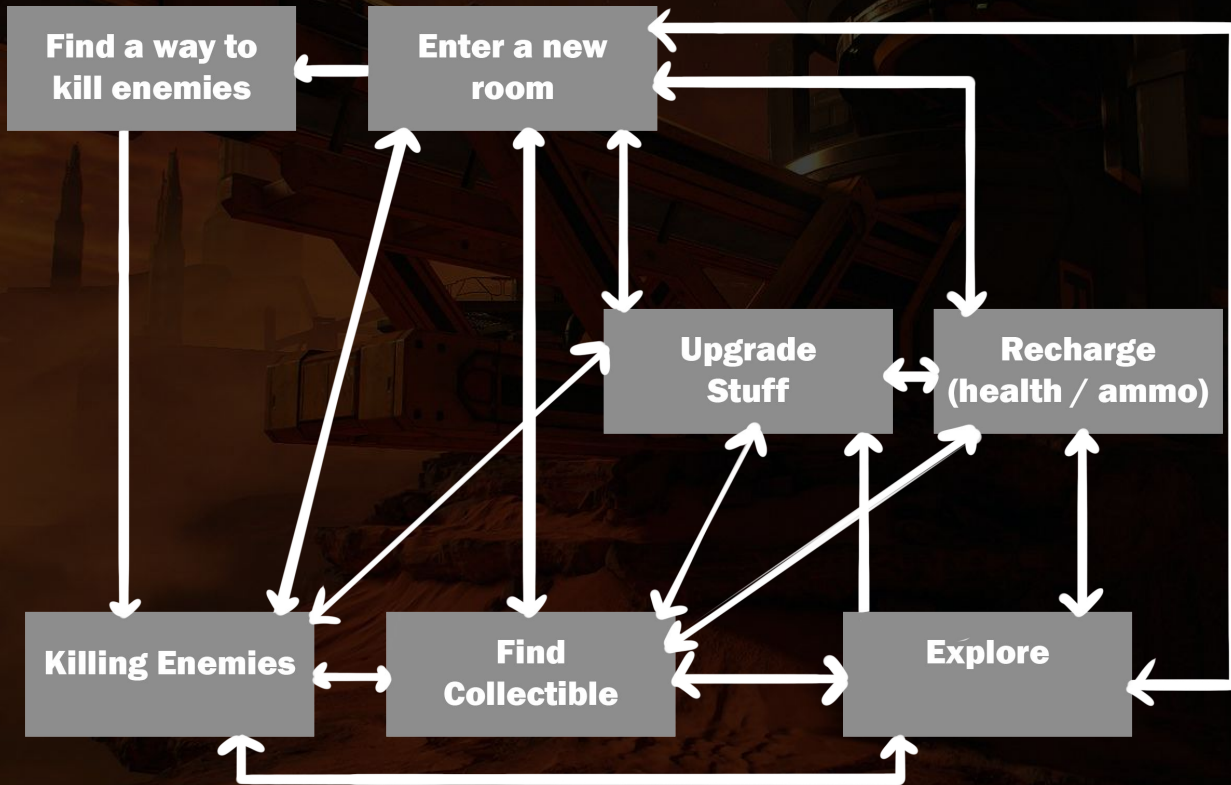 Find a way to
kill enemies
Enter a new
room
Upgrade
Stuff
Recharge
(health / ammo)
Killing Enemies
Find
Collectible
Explore